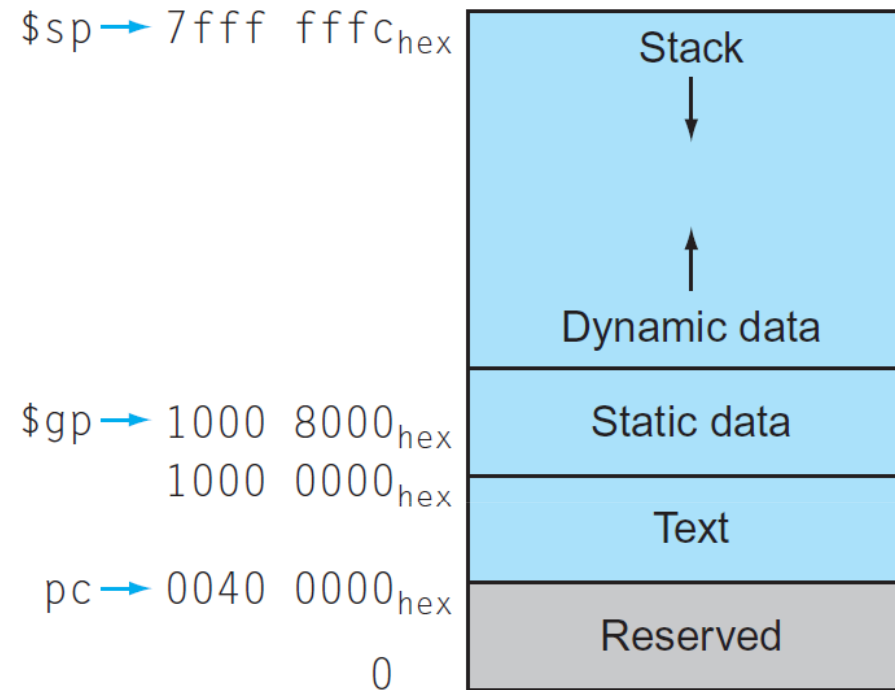 $sp 7fff fffchex
Stack
Dynamic data
$gp 1000 8000hex
Static data
1000 0000hex
Text
pc 0040 0000hex
Reserved
0